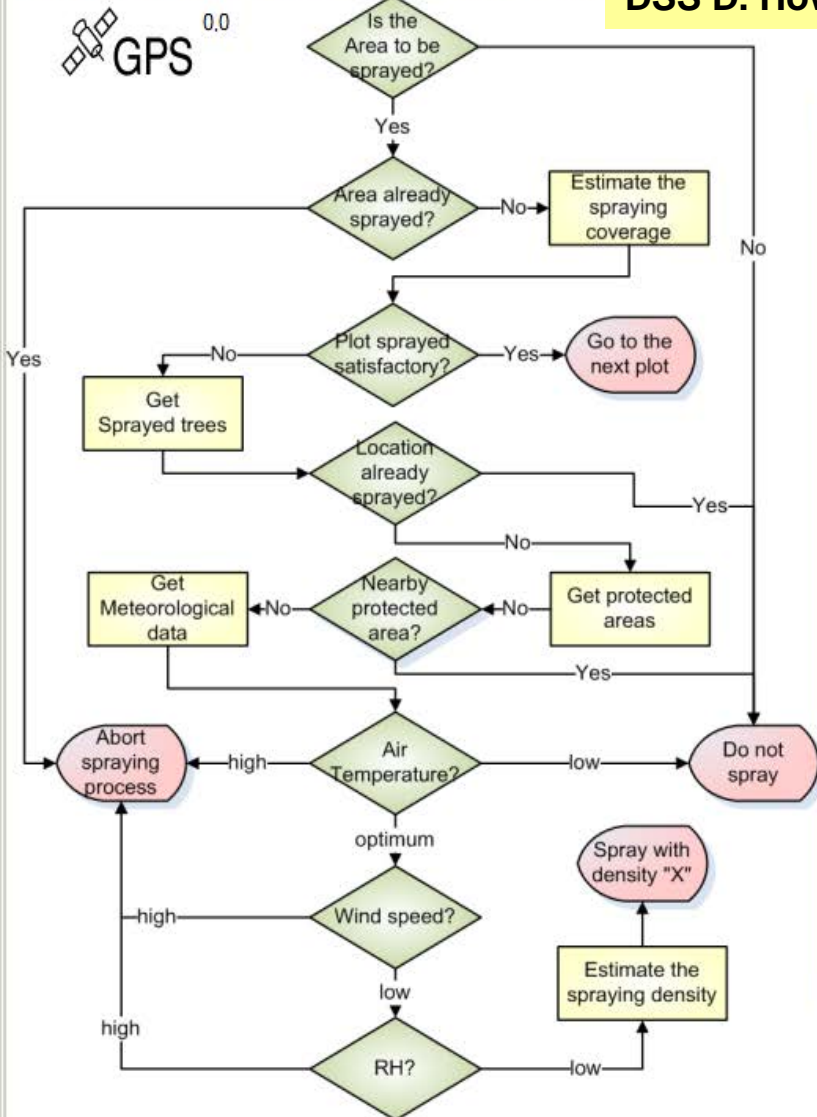 0,0
GPS
DSS D: How
Is the
Area to be
sprayed?
Yes
No
Area already
sprayed?
No
Estimate the
spraying
coverage
Yes
Plot sprayed
satisfactory?
No
Yes
Go to the
next plot
Get
Sprayed trees
Location
already
sprayed?
Yes
No
Get
Meteorological
data
No
Nearby
protected
area?
No
Get protected
areas
Yes
Abort
spraying
process
high
Air
Temperature?
low
Do not
spray
optimum
Spray with
density "X"
high
Wind speed?
low
Estimate the
spraying density
high
RH?
low